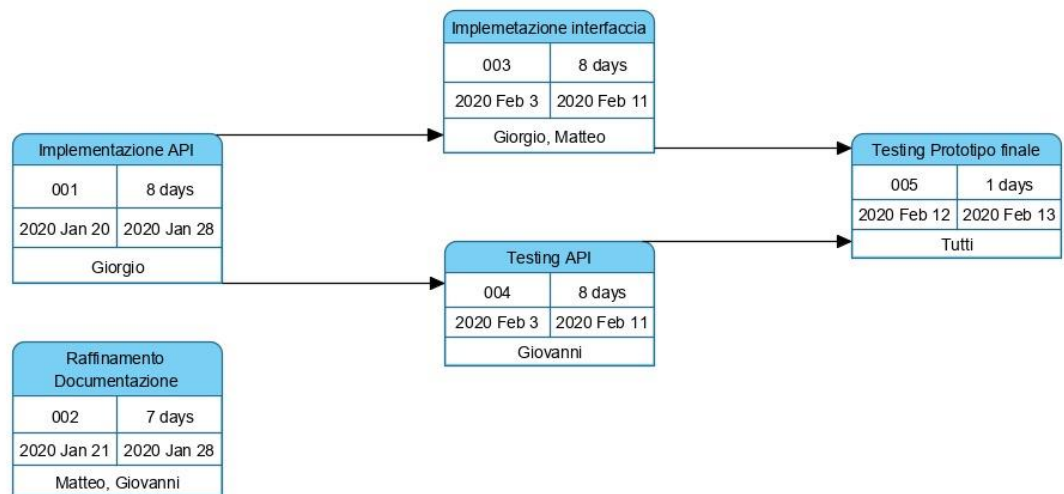 Implemetazione interfaccia
003 8 days
2020 Feb 3 2020 Feb 11
Giorgio, Matteo
Implementazione API
001 8 days
2020 Jan 20 2020 Jan 28
Giorgio
Testing Prototipo finale
005 1 days
2020 Feb 12 2020 Feb 13
Tutti
Testing API
004 8 days
2020 Feb 3 2020 Feb 11
Giovanni
Raffinamento
Documentazione
002 7 days
2020 Jan 21 2020 Jan 28
Matteo, Giovanni